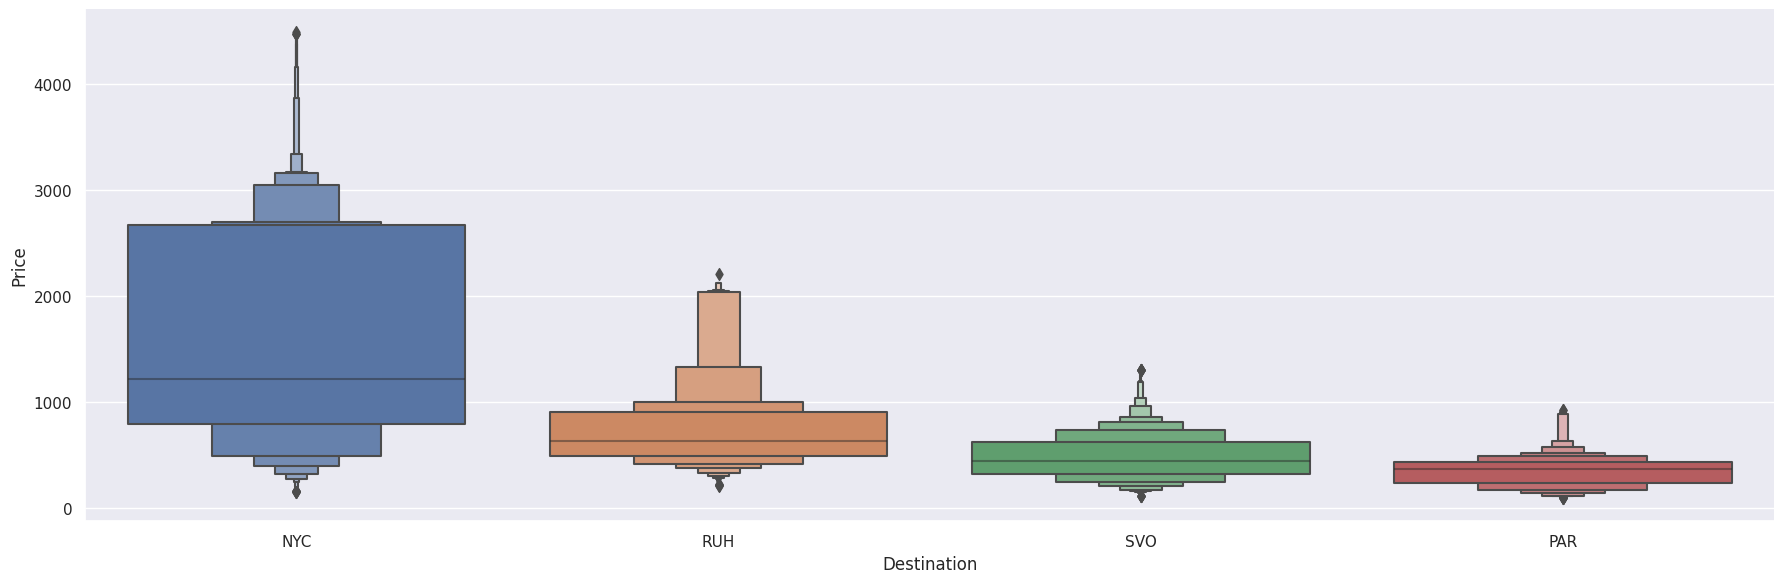 4000
3000
2000
1000
0
Price
NYC
RUH
SVO
PAR
Destination